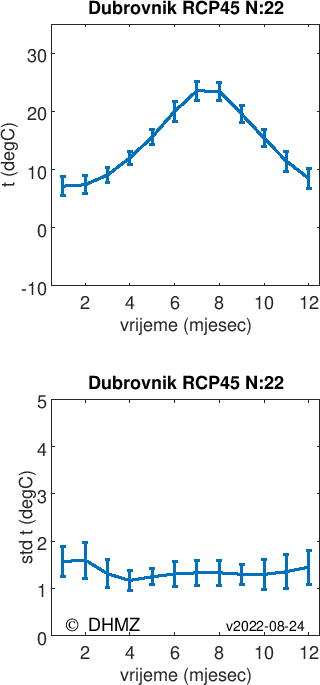 Dubrovnik RCP45 N:22
30
20
10
0
-10
t (degC)
2 4 6 8 10 12
vrijeme (mjesec)
Dubrovnik RCP45 N:22
5
4
3
2
1
0
std t (degC)
© DHMZ v2022-08-24
2 4 6 8 10 12
vrijeme (mjesec)